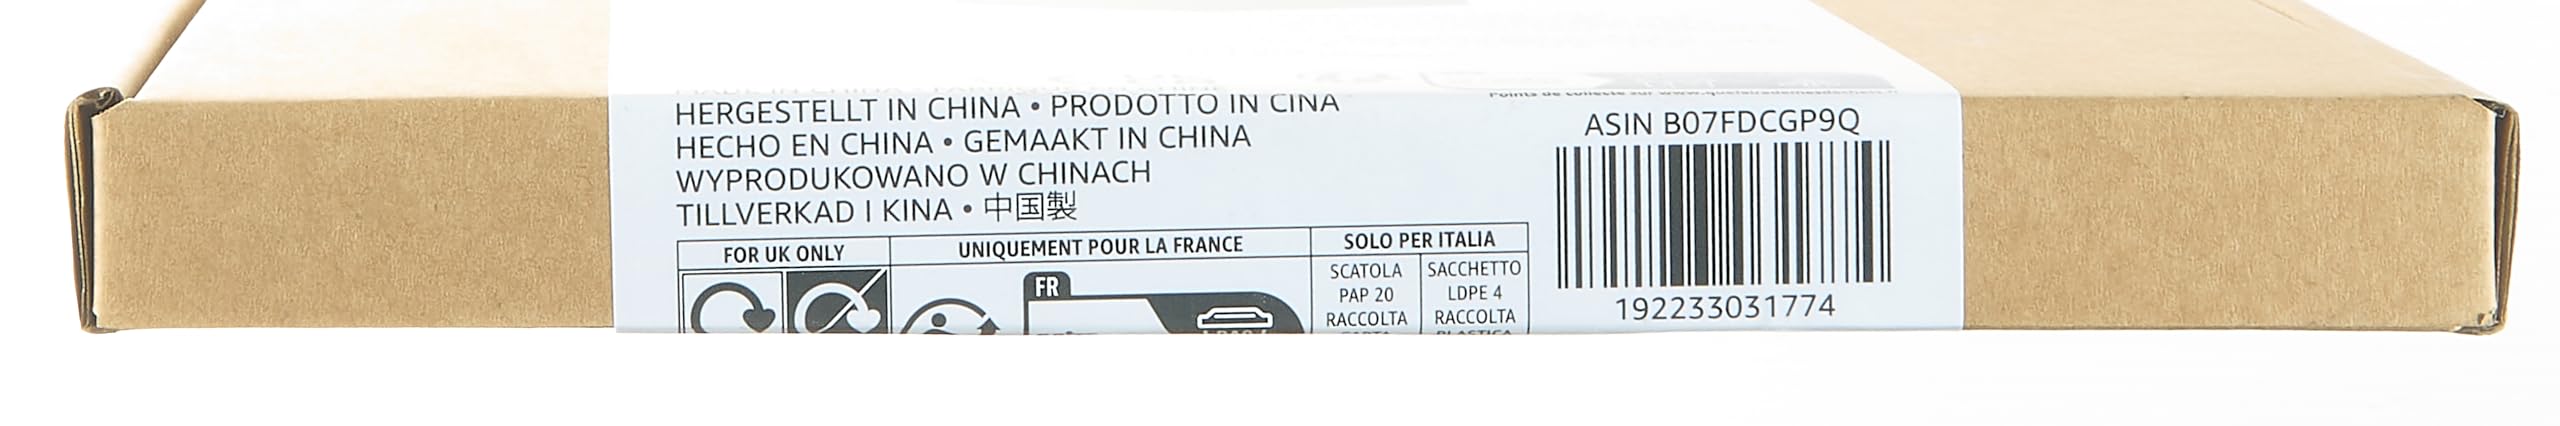 HERGESTELLT IN CHINA • PRODOTTO IN CINA
HECHO EN CHINA • GEMAAKT IN CHINA
WYPRODUKOWANO W CHINACH
TILLVERKAD I KINA • 中国製
FOR UK ONLY
UNIQUEMENT POUR LA FRANCE
FR
SOLO PER ITALIA
SCATOLA
PAP 20
RACCOLTA
SACCHETTO
LDPE 4
RACCOLTA
PLASTICA
ASIN B07FDCGP9Q
192233031774